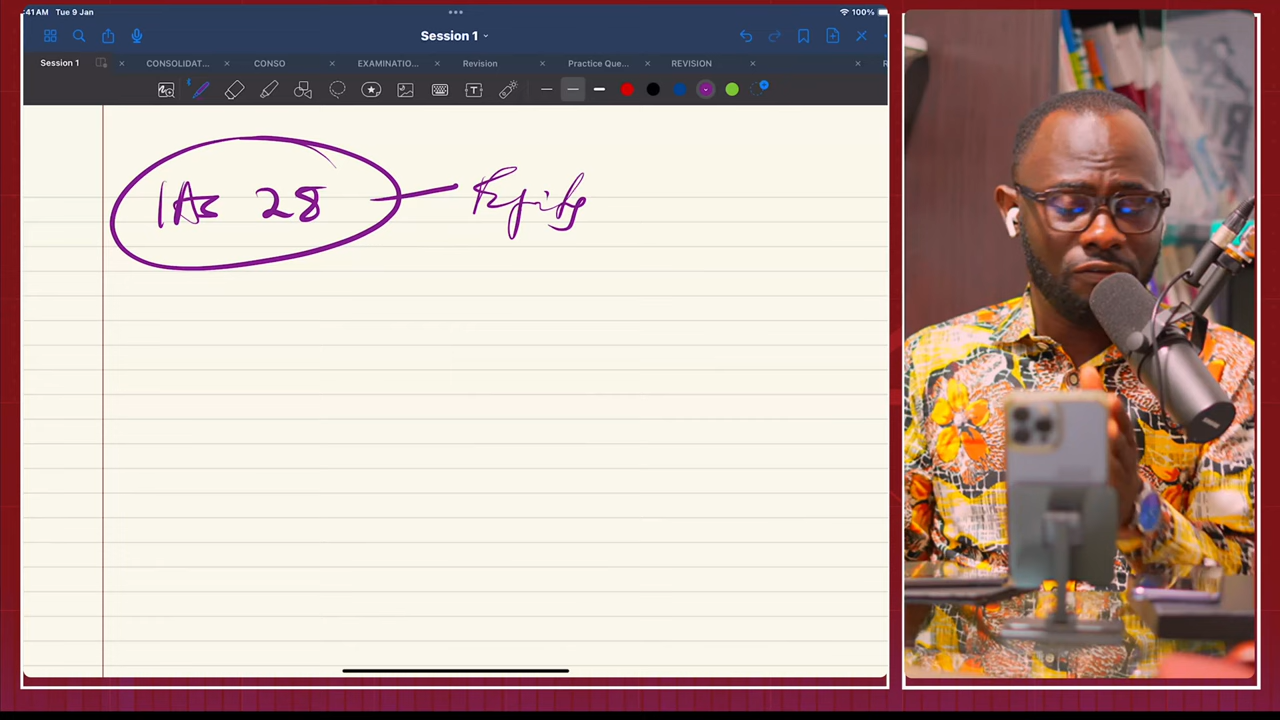 :41AM Tue 9 Jan
100%
Session 1
Session 1 CONSOLIDAT... CONSO EXAMINATIO... Revision Practice Que... REVISION
IAS 28 Equity